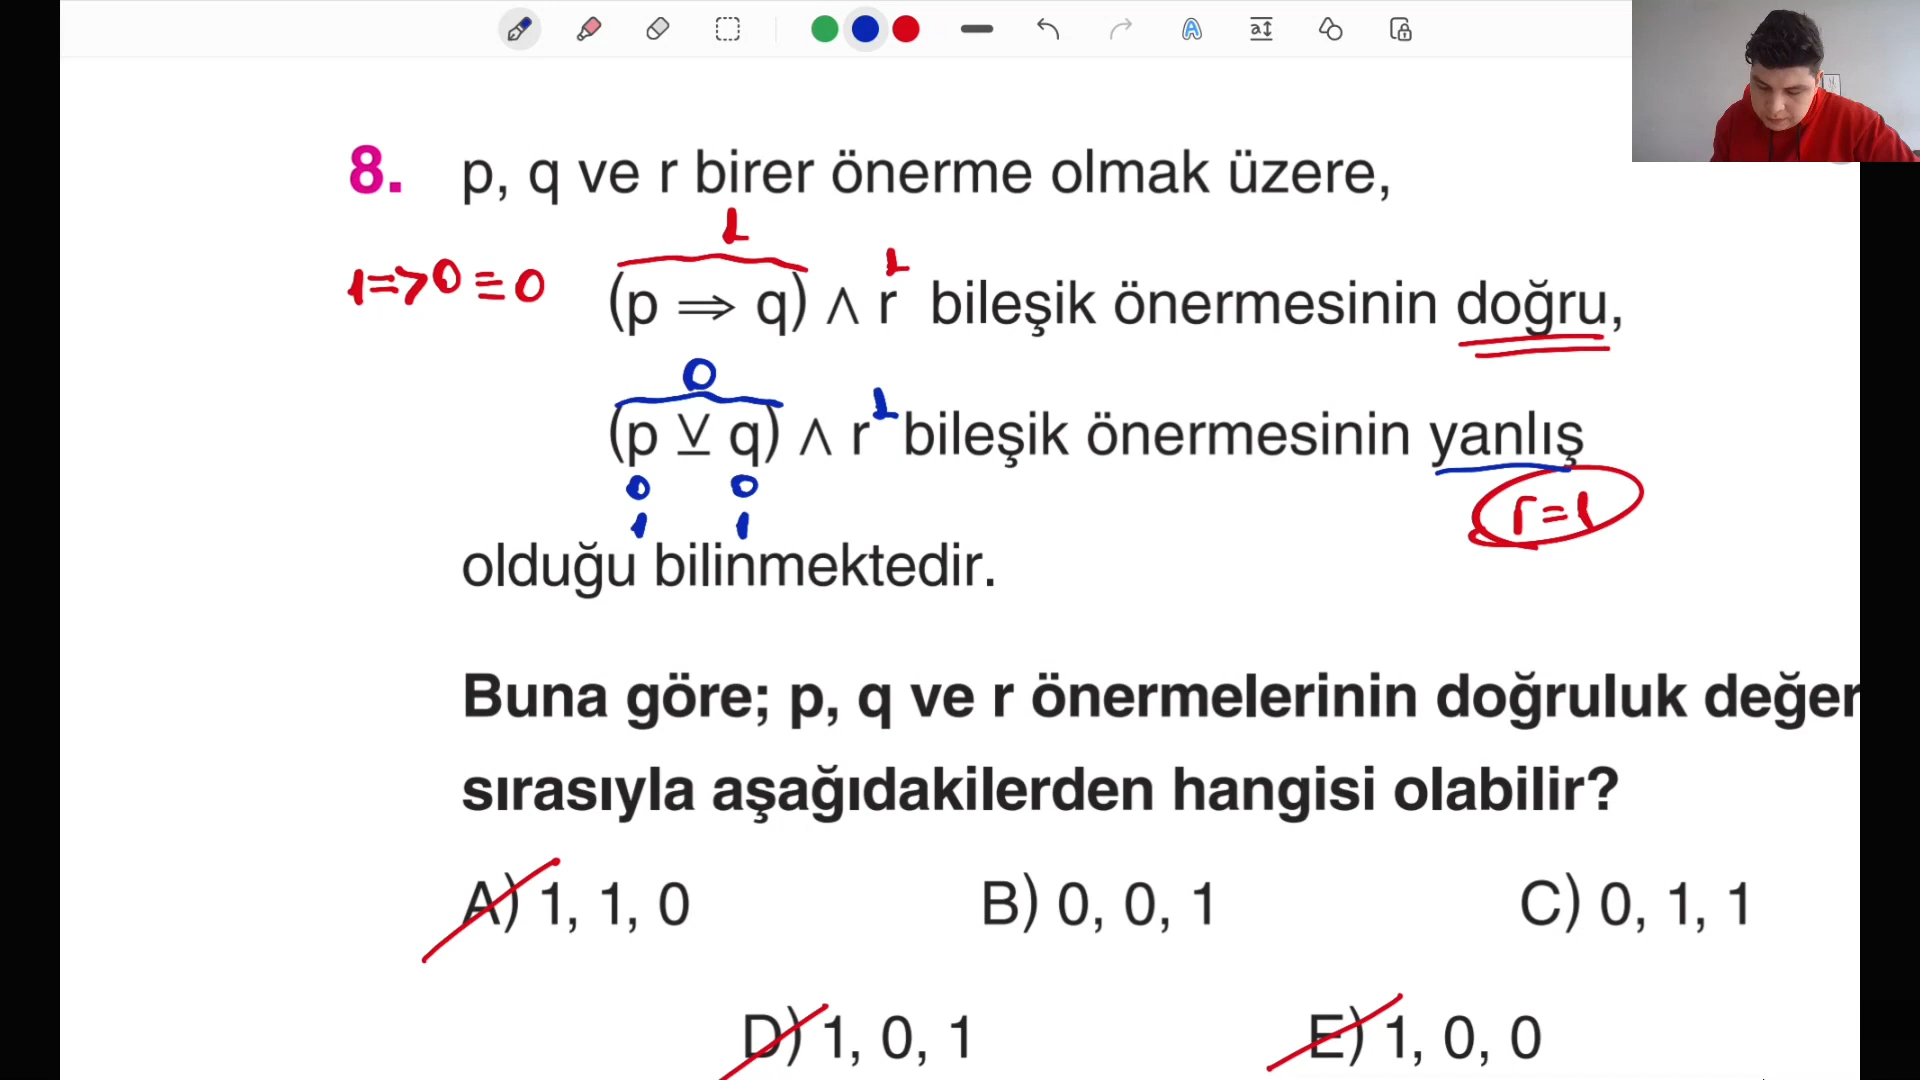 8. p, q ve r birer önerme olmak üzere,
1
1=>0≡0
1
(p ⇒ q) ∧ r bileşik önermesinin doğru,
0
1
(p ⊻ q) ∧ r bileşik önermesinin yanlış
0 0
r=1
1 1
olduğu bilinmektedir.
Buna göre; p, q ve r önermelerinin doğruluk değer
sırasıyla aşağıdakilerden hangisi olabilir?
A) 1, 1, 0 B) 0, 0, 1 C) 0, 1, 1
D) 1, 0, 1 E) 1, 0, 0